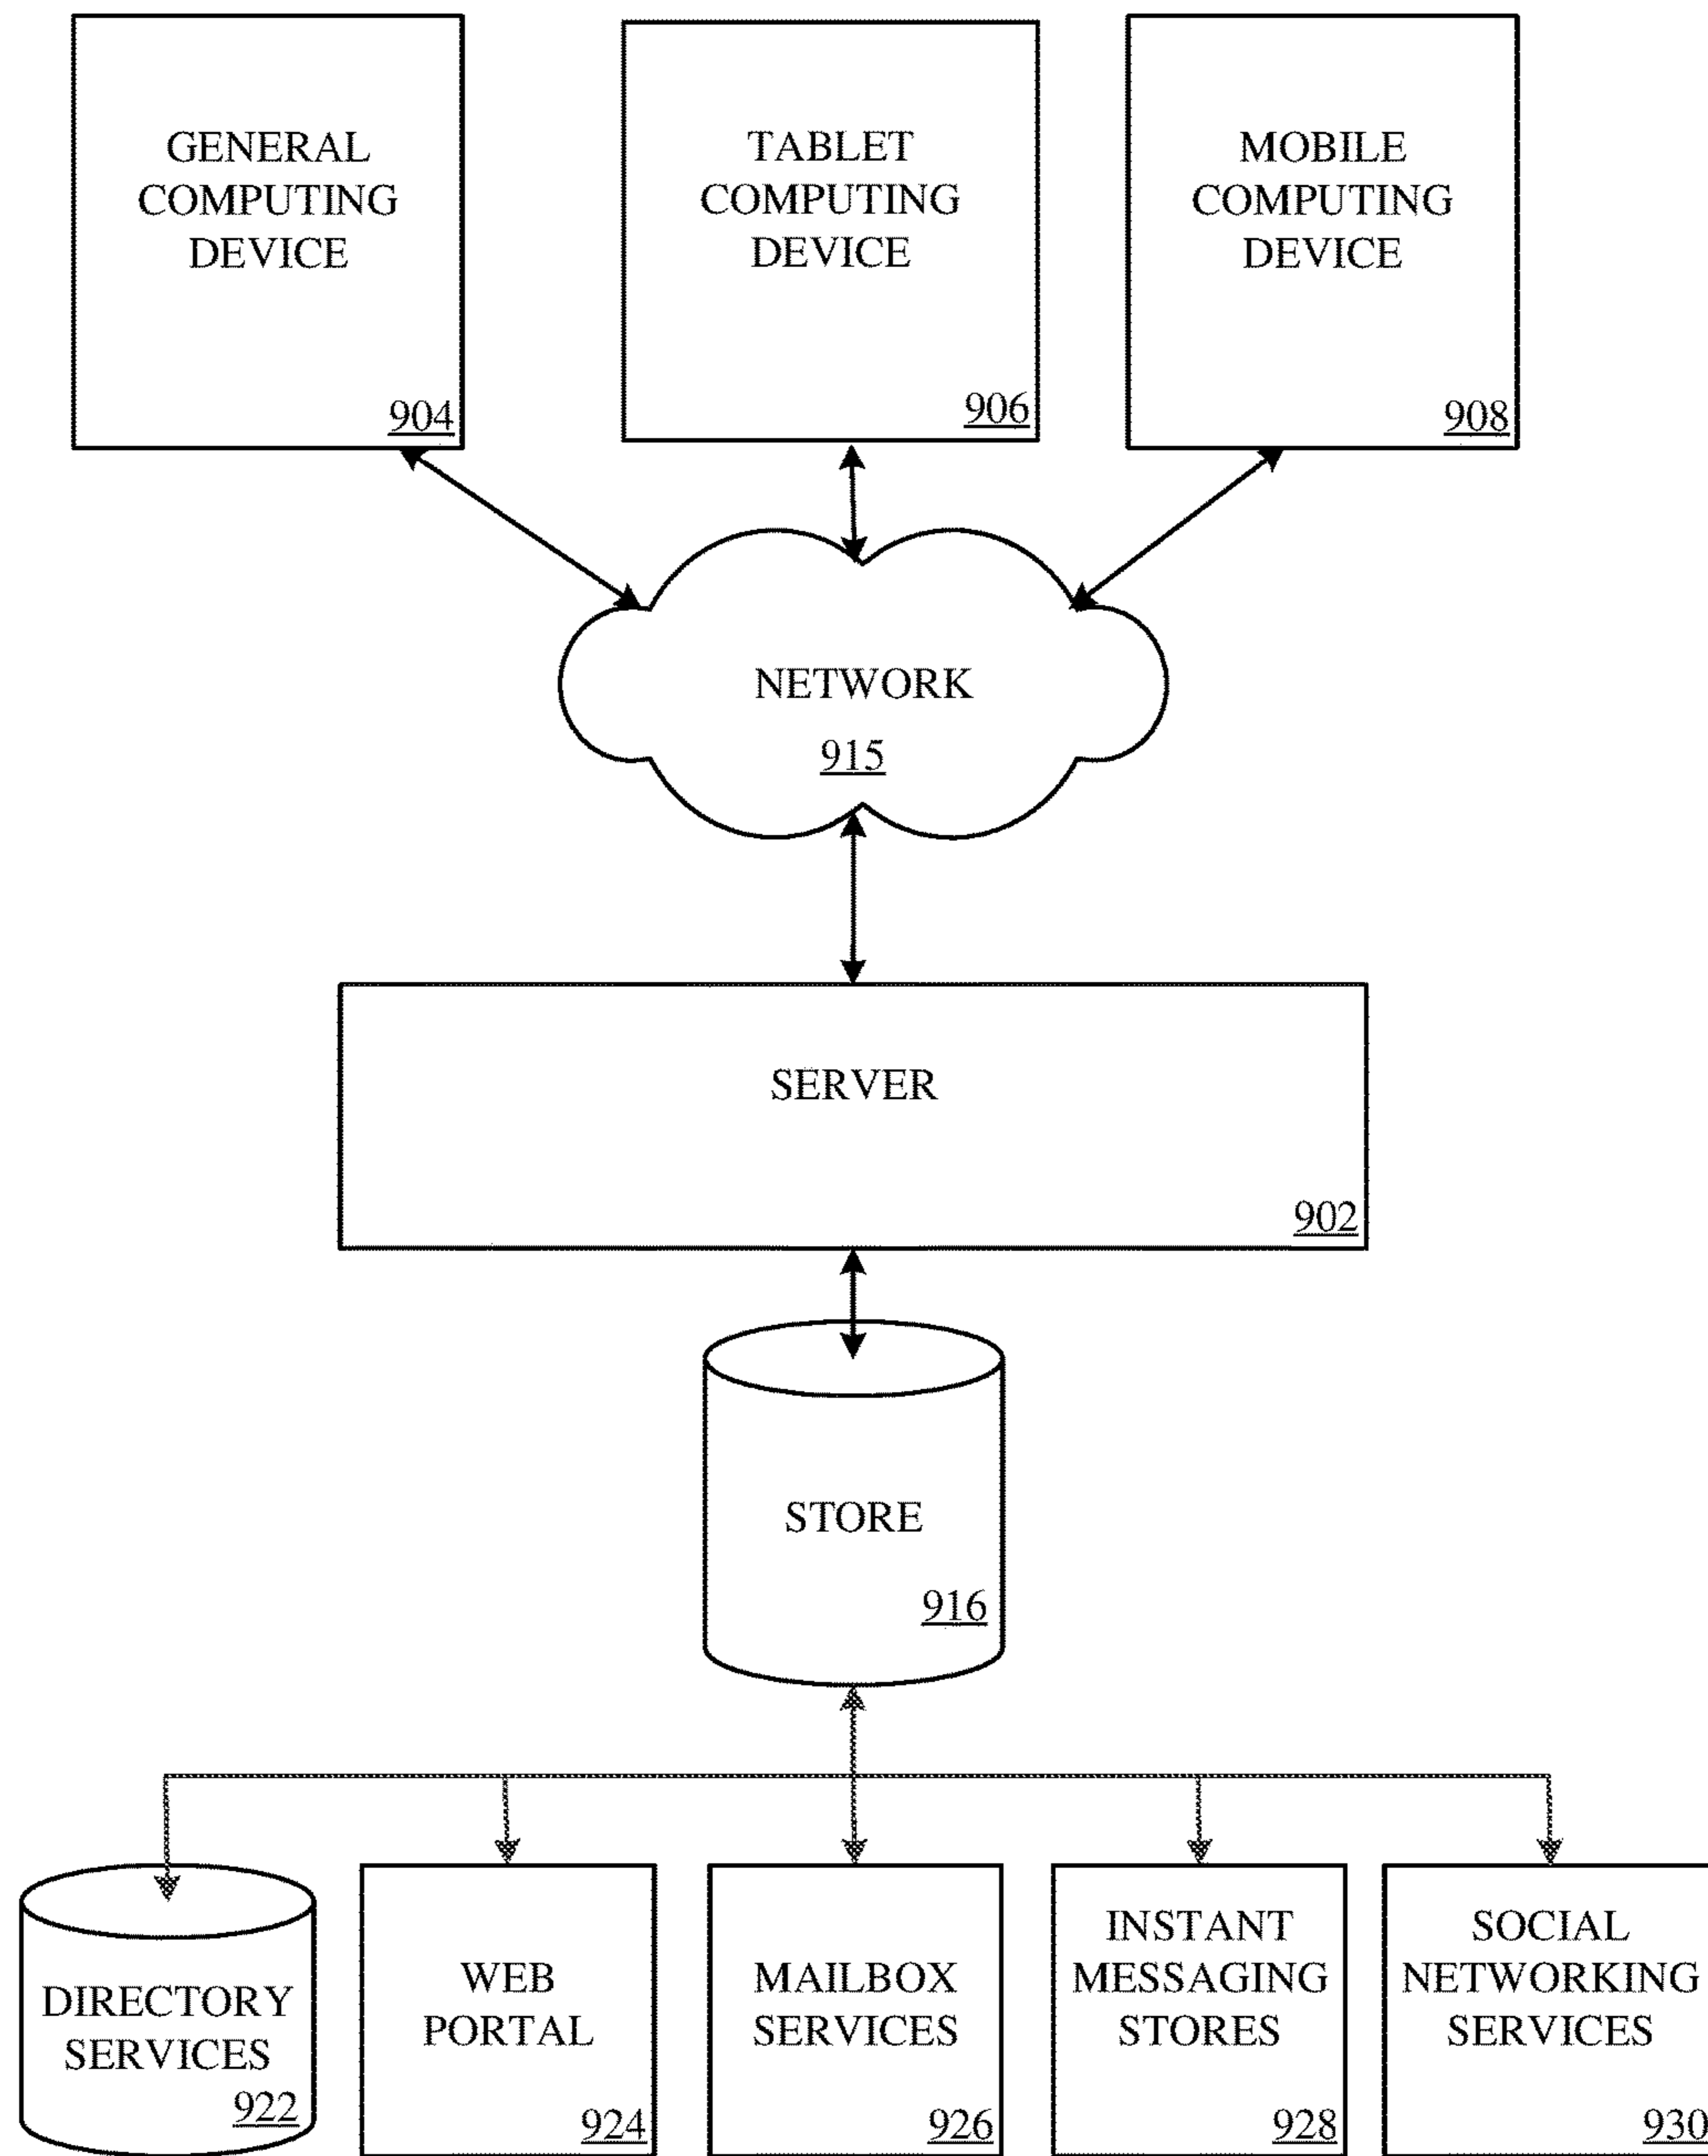 GENERAL
COMPUTING
DEVICE
904
TABLET
COMPUTING
DEVICE
906
MOBILE
COMPUTING
DEVICE
908
NETWORK
915
SERVER
902
STORE
916
DIRECTORY
SERVICES
922
WEB
PORTAL
924
MAILBOX
SERVICES
926
INSTANT
MESSAGING
STORES
928
SOCIAL
NETWORKING
SERVICES
930